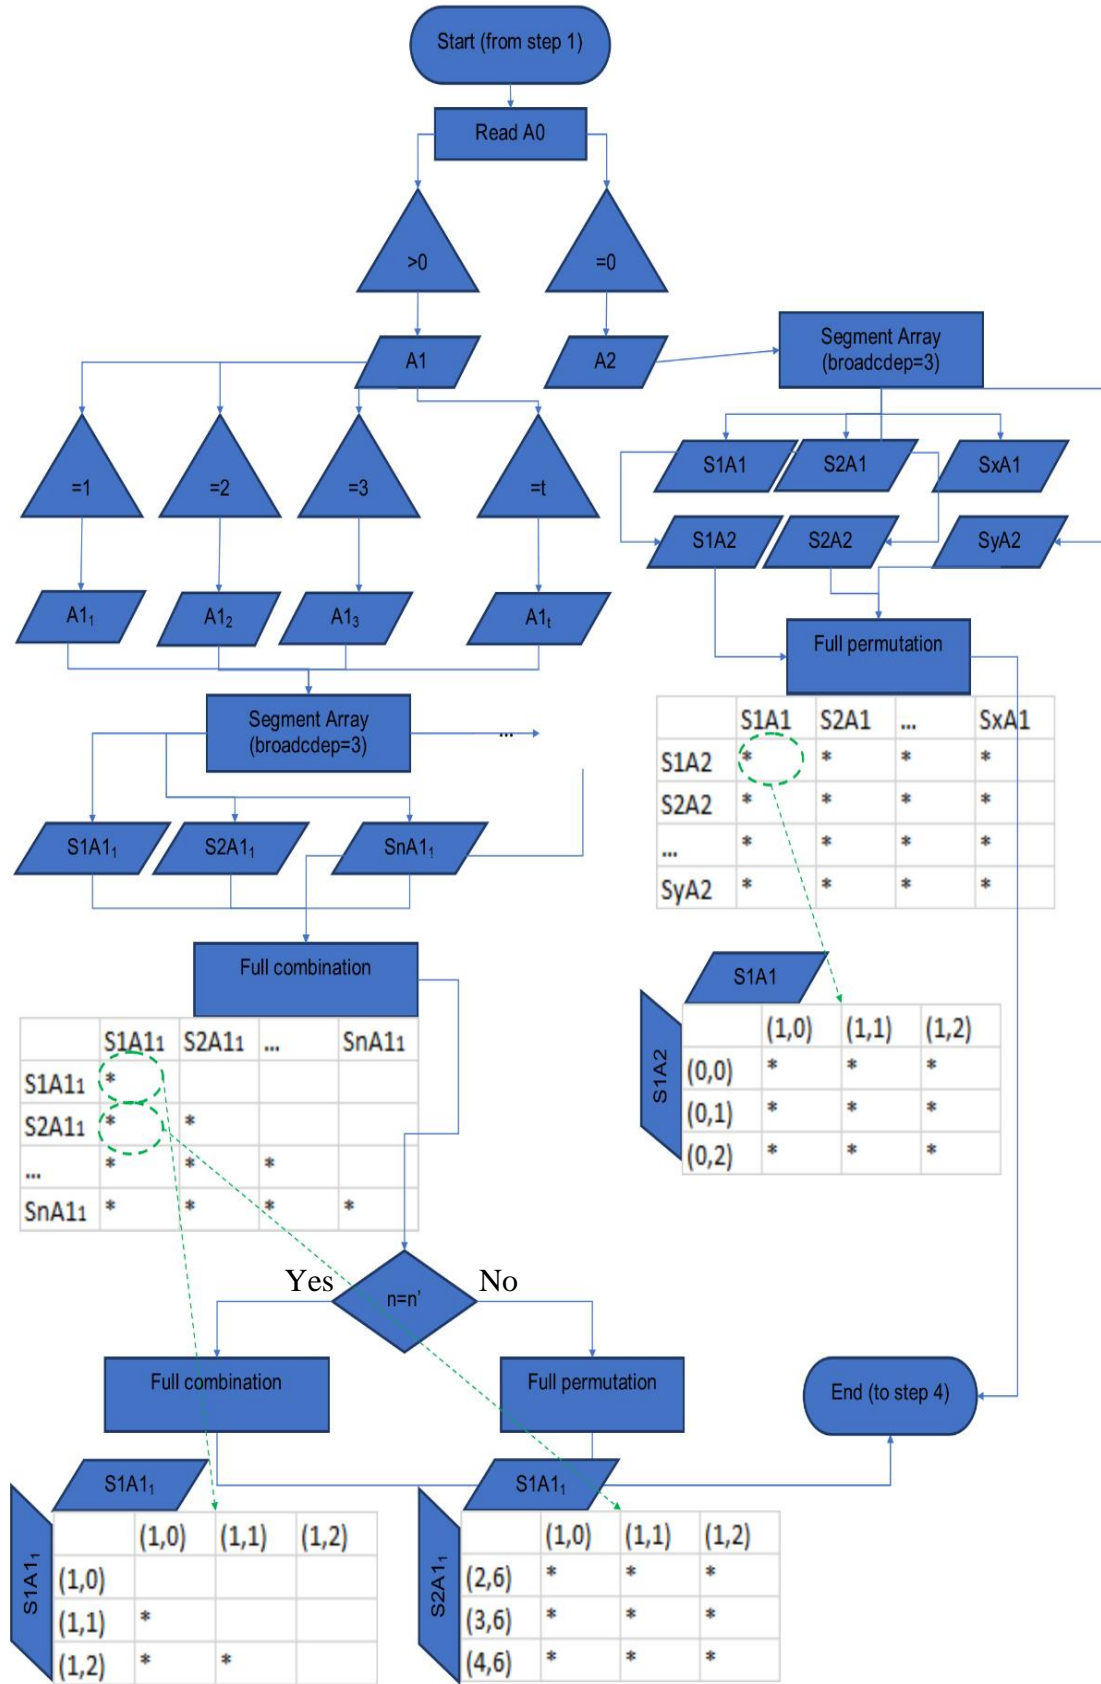 Start (from step 1)
Read A0
>0
=0
A1
A2
Segment Array
(broadcdep=3)
=1
=2
=3
=t
S1A1
S2A1
SxA1
S1A2
S2A2
SyA2
A1₁
A1₂
A1₃
A1ₜ
Full permutation
Segment Array
(broadcdep=3)
...
S1A1 S2A1 ... SxA1
S1A2 * * * *
S2A2 * * * *
... * * * *
SyA2 * * * *
S1A1₁
S2A1₁
SnA1₁
Full combination
S1A1₁ S2A1₁ ... SnA1₁
S1A1₁ *
S2A1₁ * *
... * * *
SnA1₁ * * * *
S1A1
S1A2
(1,0) (1,1) (1,2)
(0,0) * * *
(0,1) * * *
(0,2) * * *
Yes
n=n'
No
Full combination
Full permutation
End (to step 4)
S1A1₁
S1A1₁
(1,0) (1,1) (1,2)
(1,0)
(1,1) *
(1,2) * *
S1A1₁
S2A1₁
(1,0) (1,1) (1,2)
(2,6) * * *
(3,6) * * *
(4,6) * * *